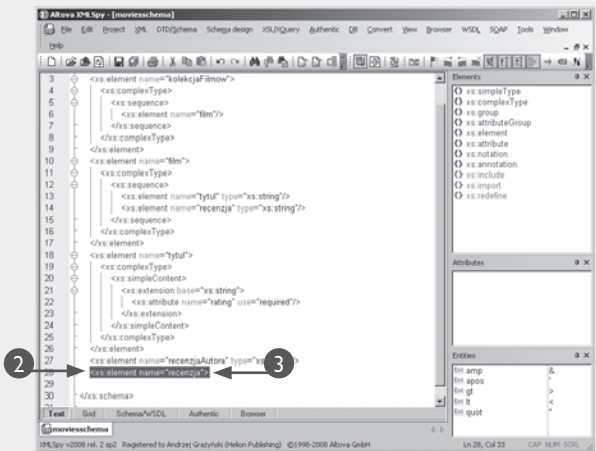 Altova XMLSpy - [moviesschema]
File Edit Project XML DTD/Schema Schema design XSL/XQuery Authentic DB Convert View Browser WSDL SOAP Tools Window
Help
3 <xs:element name="kolekcjaFilmow">
4 <xs:complexType>
5 <xs:sequence>
6 <xs:element name="film"/>
7 </xs:sequence>
8 </xs:complexType>
9 </xs:element>
10 <xs:element name="film">
11 <xs:complexType>
12 <xs:sequence>
13 <xs:element name="tytul" type="xs:string"/>
14 <xs:element name="recenzja" type="xs:string"/>
15 </xs:sequence>
16 </xs:complexType>
17 </xs:element>
18 <xs:element name="tytul">
19 <xs:complexType>
20 <xs:simpleContent>
21 <xs:extension base="xs:string">
22 <xs:attribute name="rating" use="required"/>
23 </xs:extension>
24 </xs:simpleContent>
25 </xs:complexType>
26 </xs:element>
27 <xs:element name="recenzjaAutora"
2 28 <xs:element name="recenzja"> 3
29
30 </xs:schema>
Text Grid Schema/WSDL Authentic Browser
moviesschema
XMLSpy v2008 rel. 2 sp2 Registered to Andrzej Grażyński (Helion Publishing) ©1998-2008 Altova GmbH Ln 28, Col 33 CAP NUM SCRL
Elements
xs:simpleType
xs:complexType
xs:group
xs:attributeGroup
xs:element
xs:attribute
xs:notation
xs:annotation
xs:include
xs:import
xs:redefine
Attributes
Entities
Ent amp &
Ent apos '
Ent gt >
Ent lt <
Ent quot "